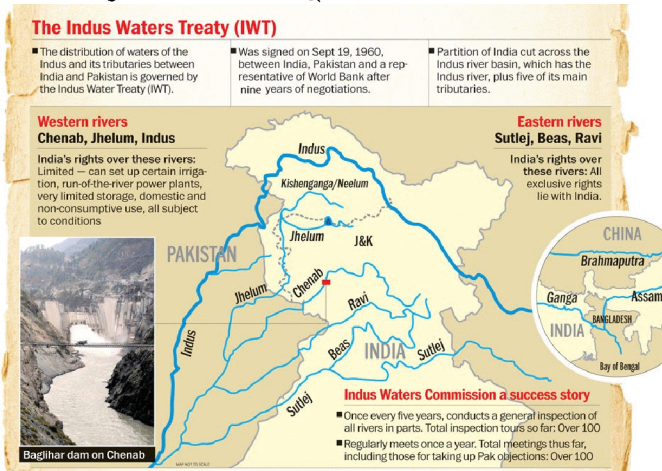 The Indus Waters Treaty (IWT)
■ The distribution of waters of the
Indus and its tributaries between
India and Pakistan is governed by
the Indus Water Treaty (IWT).
■ Was signed on Sept 19, 1960,
between India, Pakistan and a rep-
resentative of World Bank after
nine years of negotiations.
■ Partition of India cut across the
Indus river basin, which has the
Indus river, plus five of its main
tributaries.
Western rivers
Chenab, Jhelum, Indus
India's rights over these rivers:
Limited — can set up certain irriga-
tion, run-of-the-river power plants,
very limited storage, domestic and
non-consumptive use, all subject
to conditions
Eastern rivers
Sutlej, Beas, Ravi
India's rights over
these rivers: All
exclusive rights
lie with India.
Indus
Kishenganga/Neelum
Jhelum
J&K
PAKISTAN
Jhelum
Chenab
Ravi
Indus
Beas
INDIA
Sutlej
Sutlej
CHINA
Brahmaputra
Ganga
Assam
BANGLADESH
INDIA
Bay of Bengal
Indus Waters Commission a success story
■ Once every five years, conducts a general inspection of
all rivers in parts. Total inspection tours so far: Over 100
■ Regularly meets once a year. Total meetings thus far,
including those for taking up Pak objections: Over 100
Baglihar dam on Chenab
MAP NOT TO SCALE